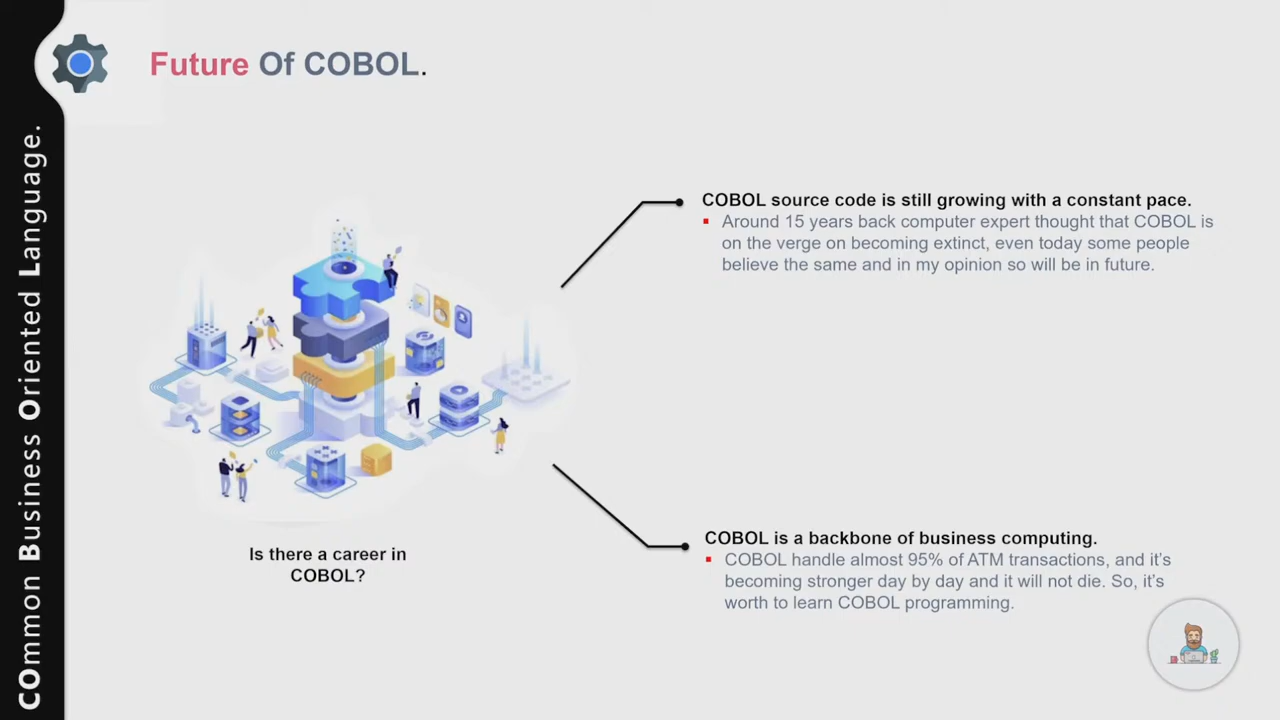 COmmon Business Oriented Language.
Future Of COBOL.
COBOL source code is still growing with a constant pace.
Around 15 years back computer expert thought that COBOL is
on the verge on becoming extinct, even today some people
believe the same and in my opinion so will be in future.
Is there a career in
COBOL?
COBOL is a backbone of business computing.
COBOL handle almost 95% of ATM transactions, and it's
becoming stronger day by day and it will not die. So, it's
worth to learn COBOL programming.